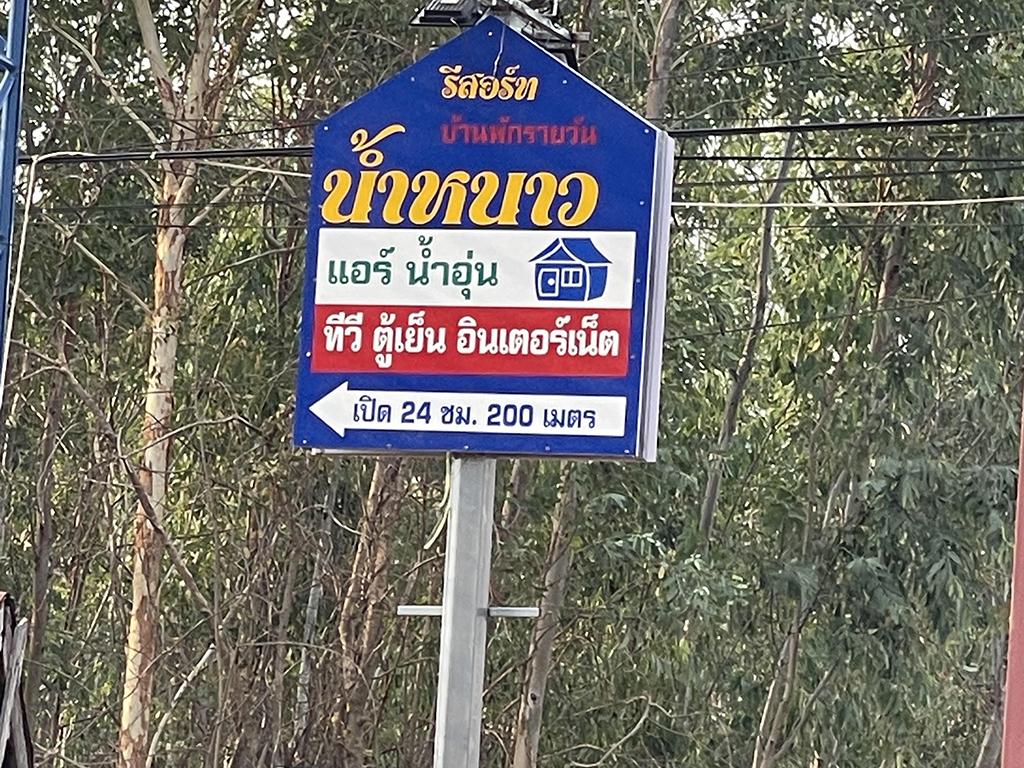 รีสอร์ท
บ้านพักรายวัน
น้ำหนาว
แอร์ น้ำอุ่น
ทีวี ตู้เย็น อินเตอร์เน็ต
เปิด 24 ชม. 200 เมตร